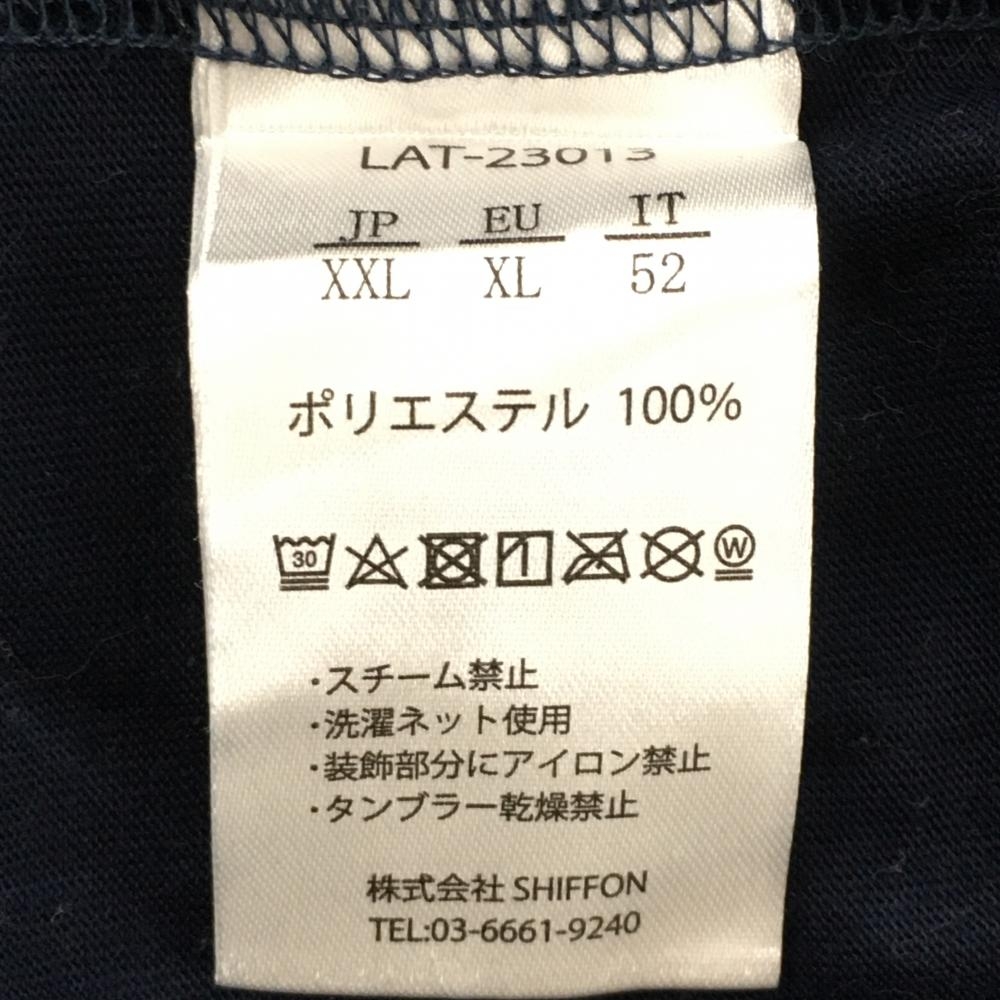 LAT-23013
JP EU IT
XXL XL 52
ポリエステル 100%
30 W
・スチーム禁止
・洗濯ネット使用
・装飾部分にアイロン禁止
・タンブラー乾燥禁止
株式会社 SHIFFON
TEL:03-6661-9240